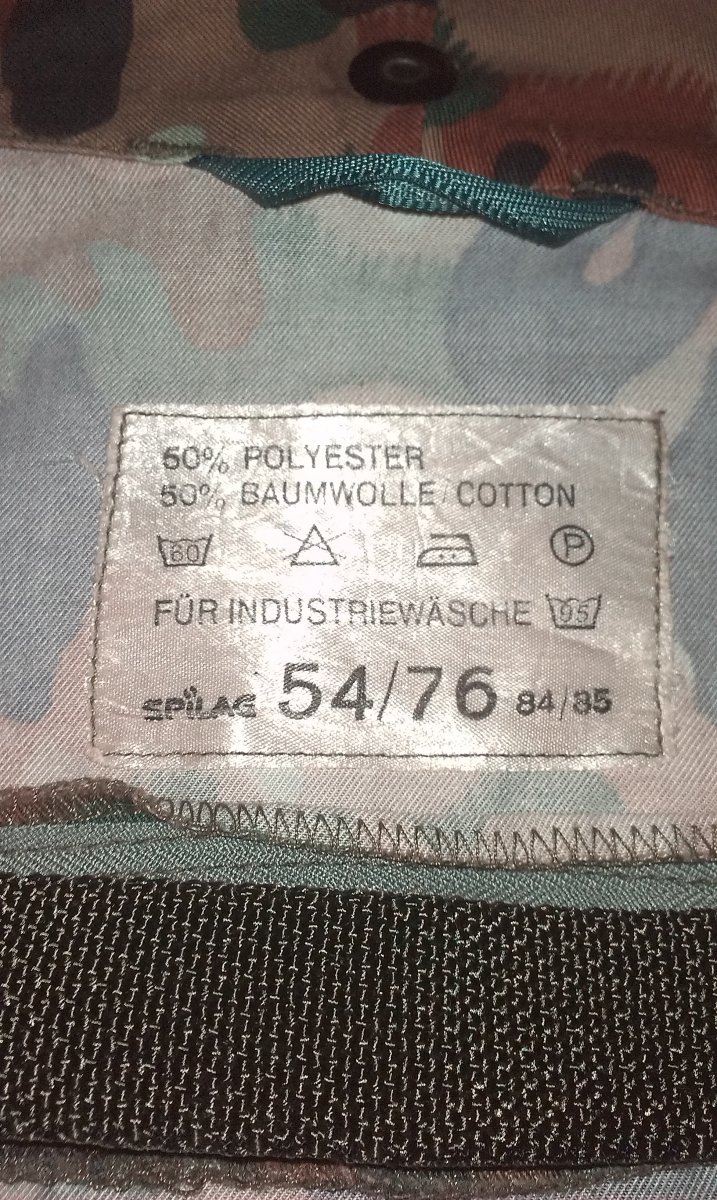 50% POLYESTER
50% BAUMWOLLE/COTTON
60 P
FÜR INDUSTRIEWÄSCHE 95
SPILAG 54/76 84/85